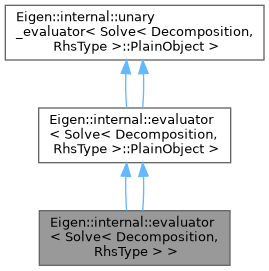 Eigen::internal::unary
_evaluator< Solve< Decomposition,
RhsType >::PlainObject >
Eigen::internal::evaluator
< Solve< Decomposition,
RhsType >::PlainObject >
Eigen::internal::evaluator
< Solve< Decomposition,
RhsType > >